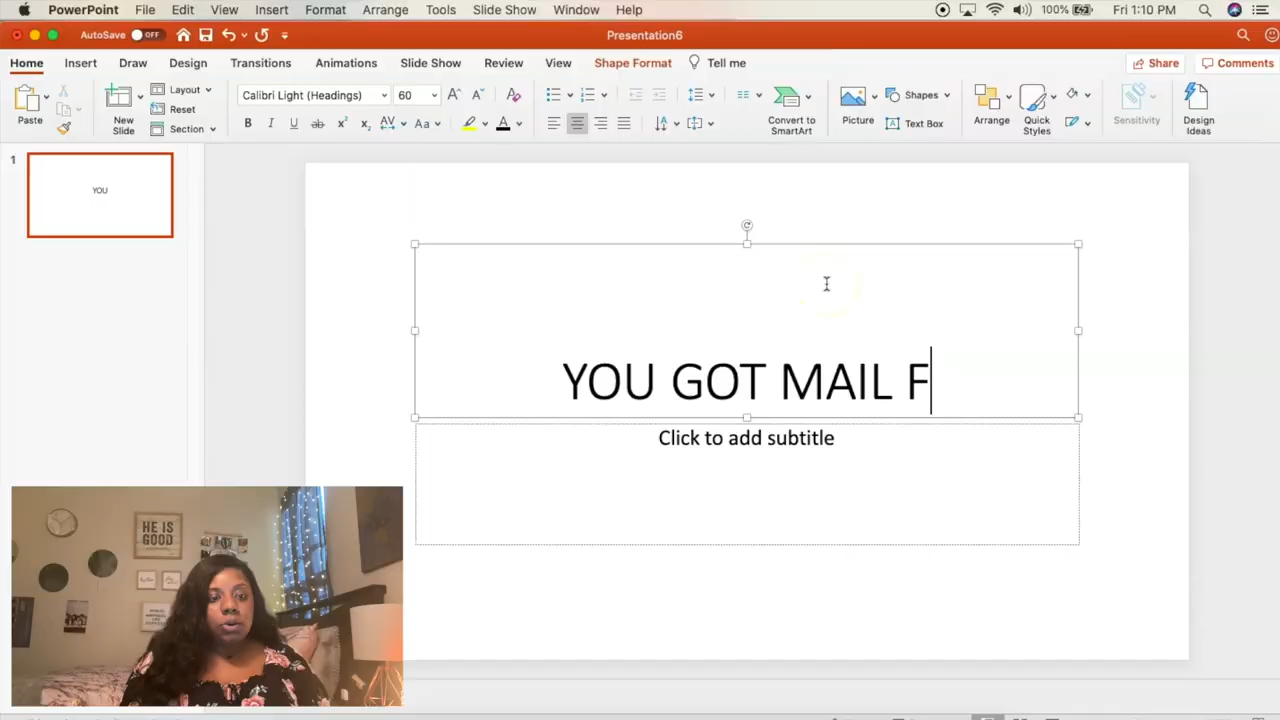 PowerPoint File Edit View Insert Format Arrange Tools Slide Show Window Help 100% Fri 1:10 PM
AutoSave OFF Presentation6
Home Insert Draw Design Transitions Animations Slide Show Review View Shape Format Tell me Share Comments
Paste
New Slide
Layout
Reset
Section
Calibri Light (Headings) 60
Convert to SmartArt
Picture
Shapes
Text Box
Arrange
Quick Styles
Sensitivity
Design Ideas
1
YOU
YOU GOT MAIL F
Click to add subtitle
HE IS
GOOD